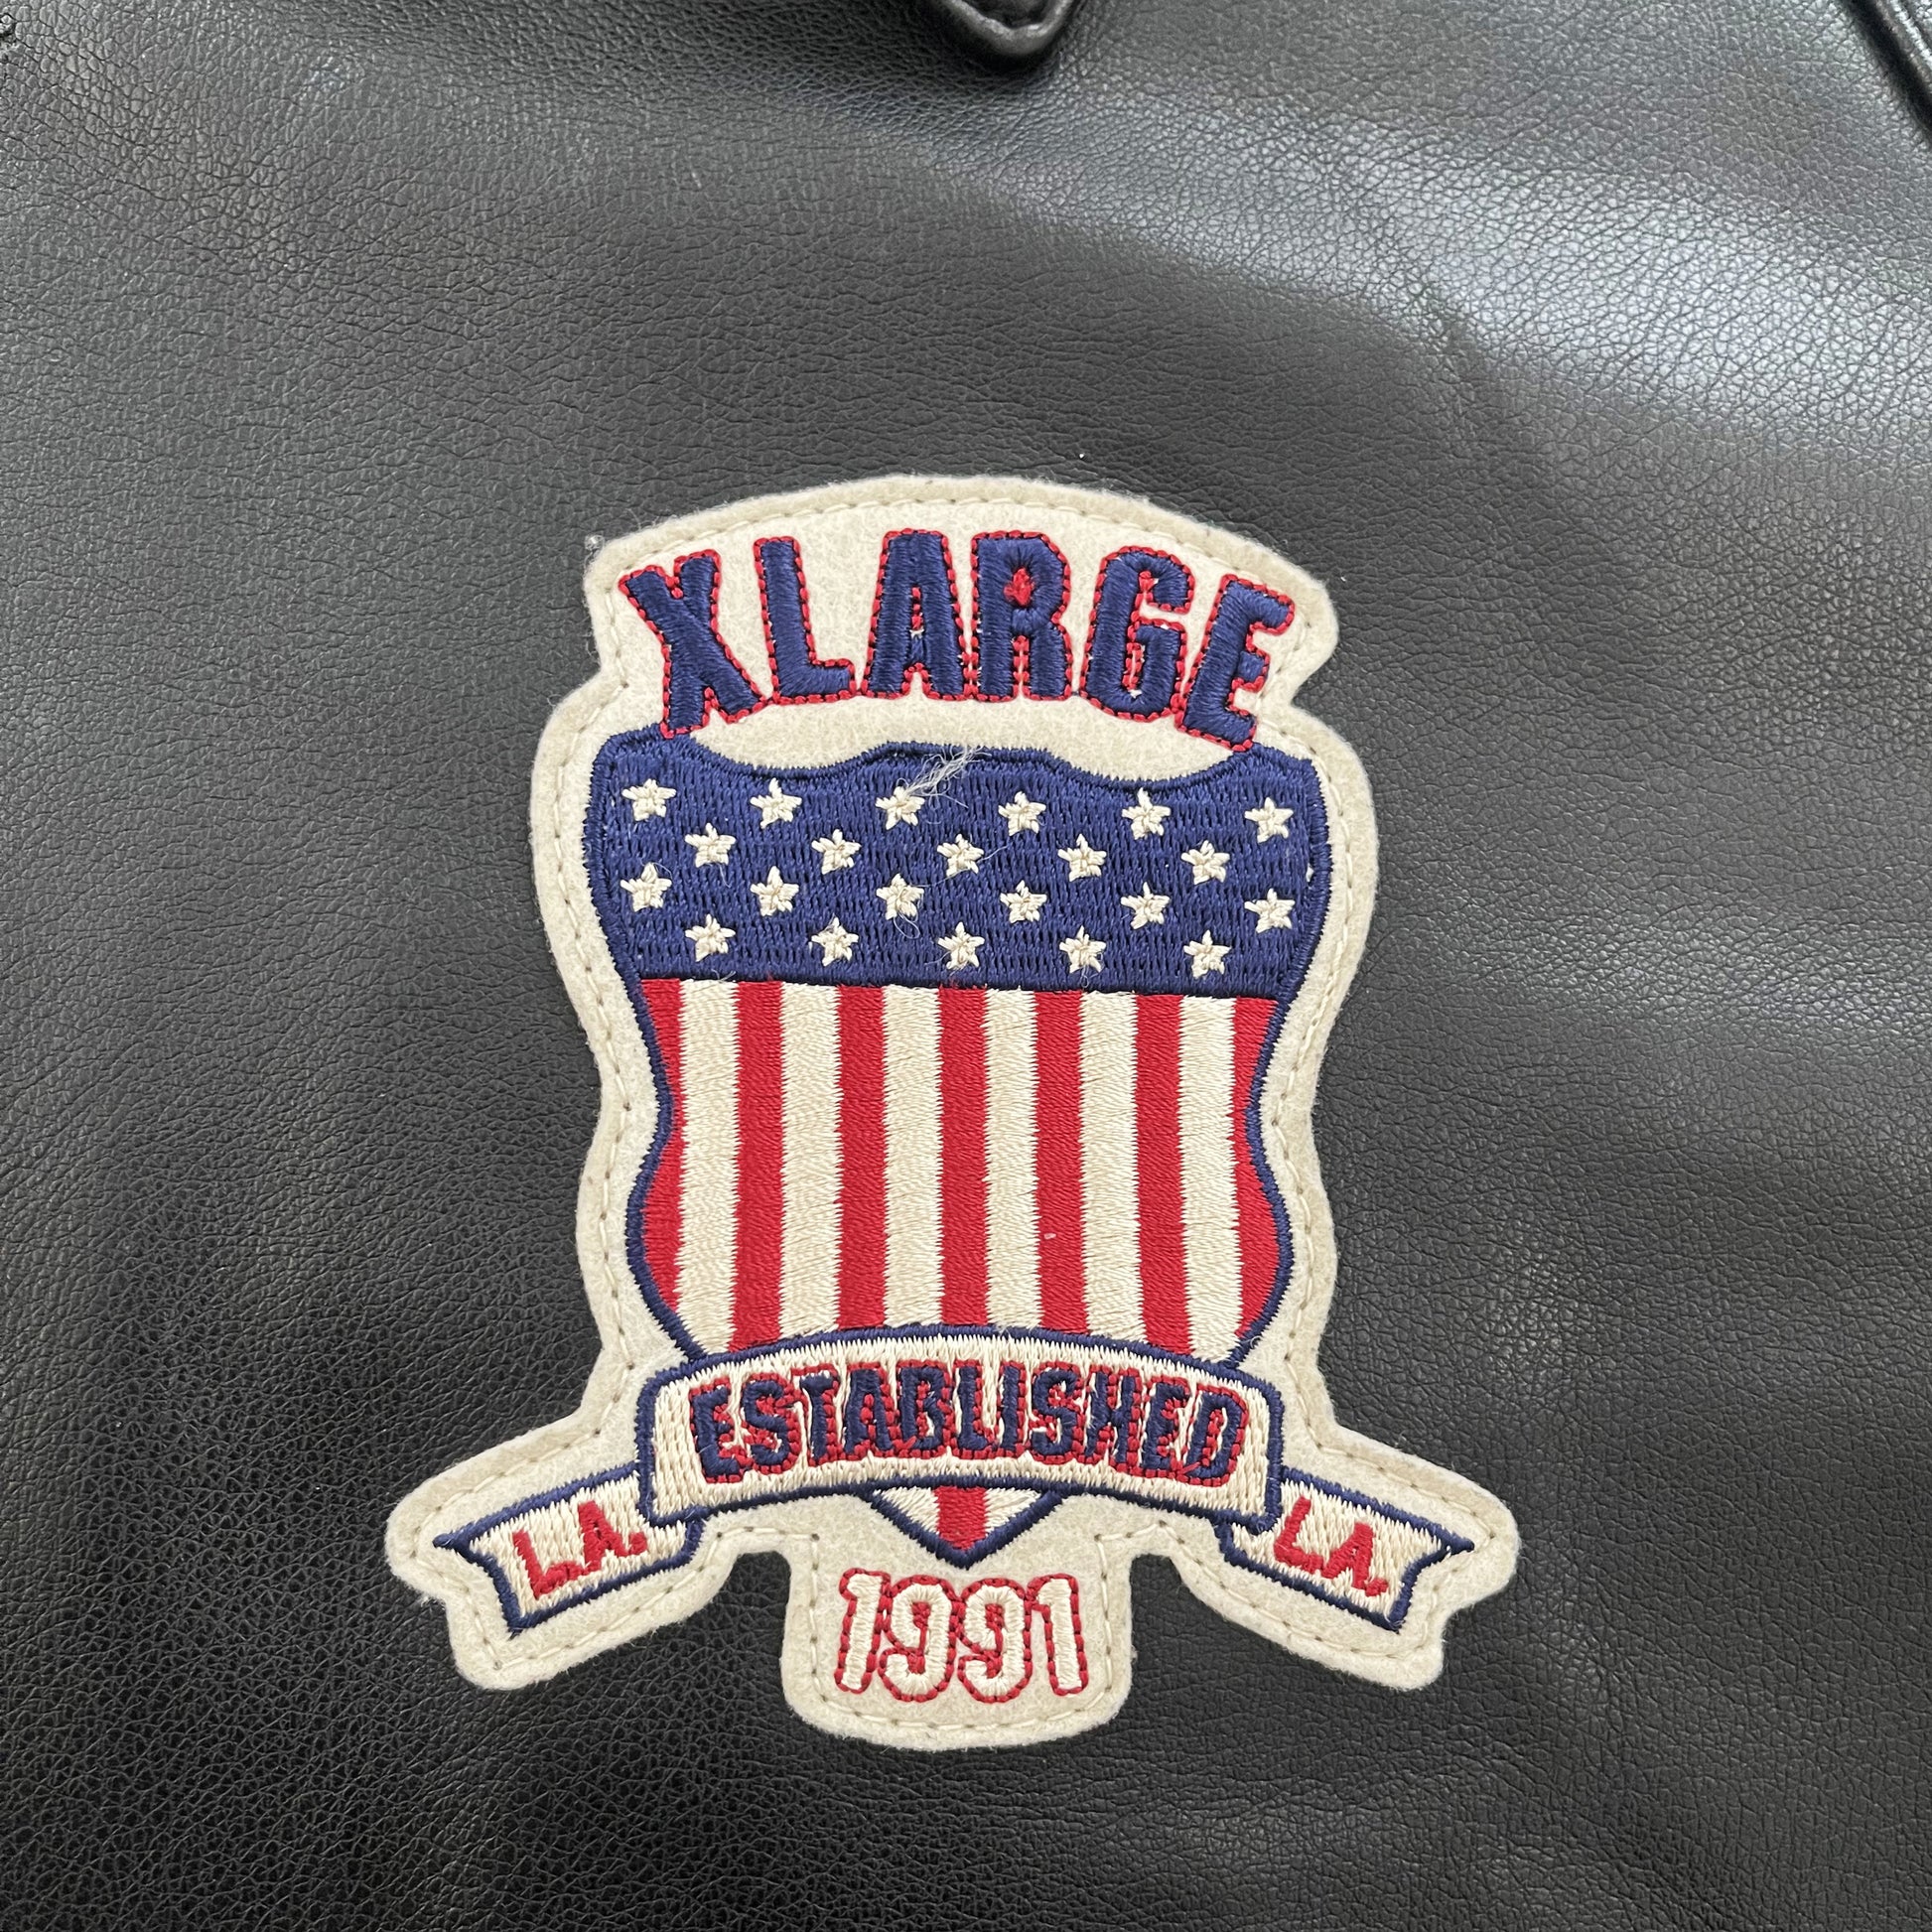 XLARGE
ESTABLISHED
L.A. L.A.
1991